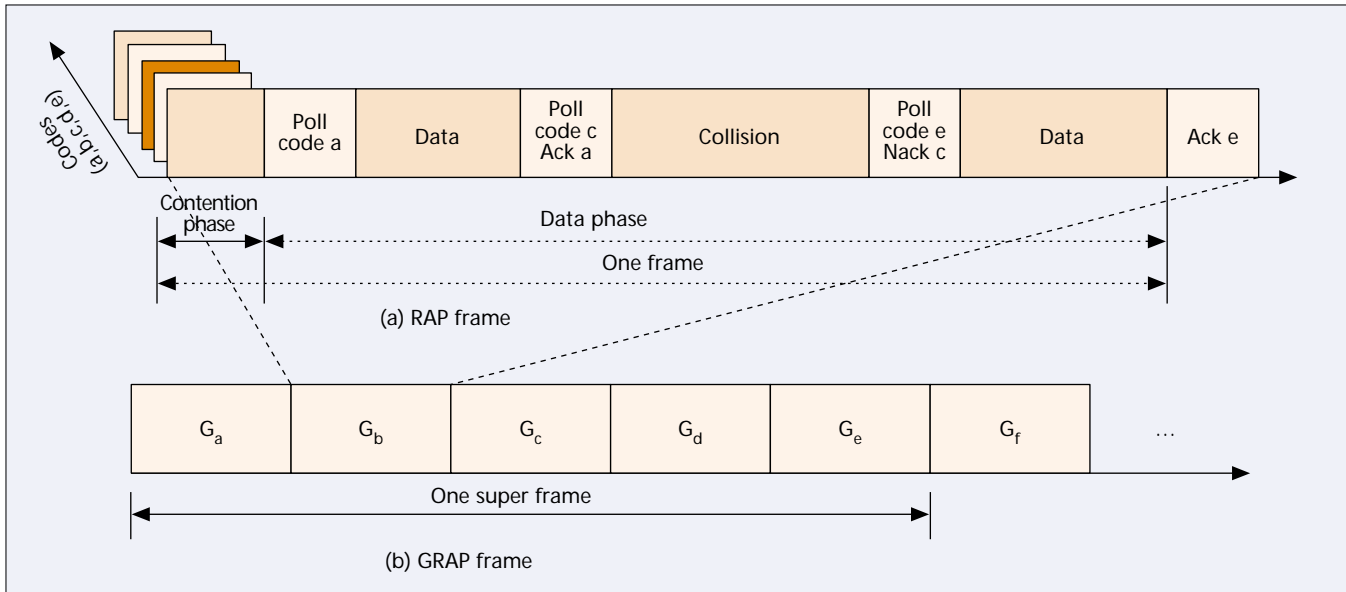 Codes
(a,b,c,d,e)
Poll
code a
Data
Poll
code c
Ack a
Collision
Poll
code e
Nack c
Data
Ack e
Contention
phase
Data phase
One frame
(a) RAP frame
Ga
Gb
Gc
Gd
Ge
Gf
...
One super frame
(b) GRAP frame